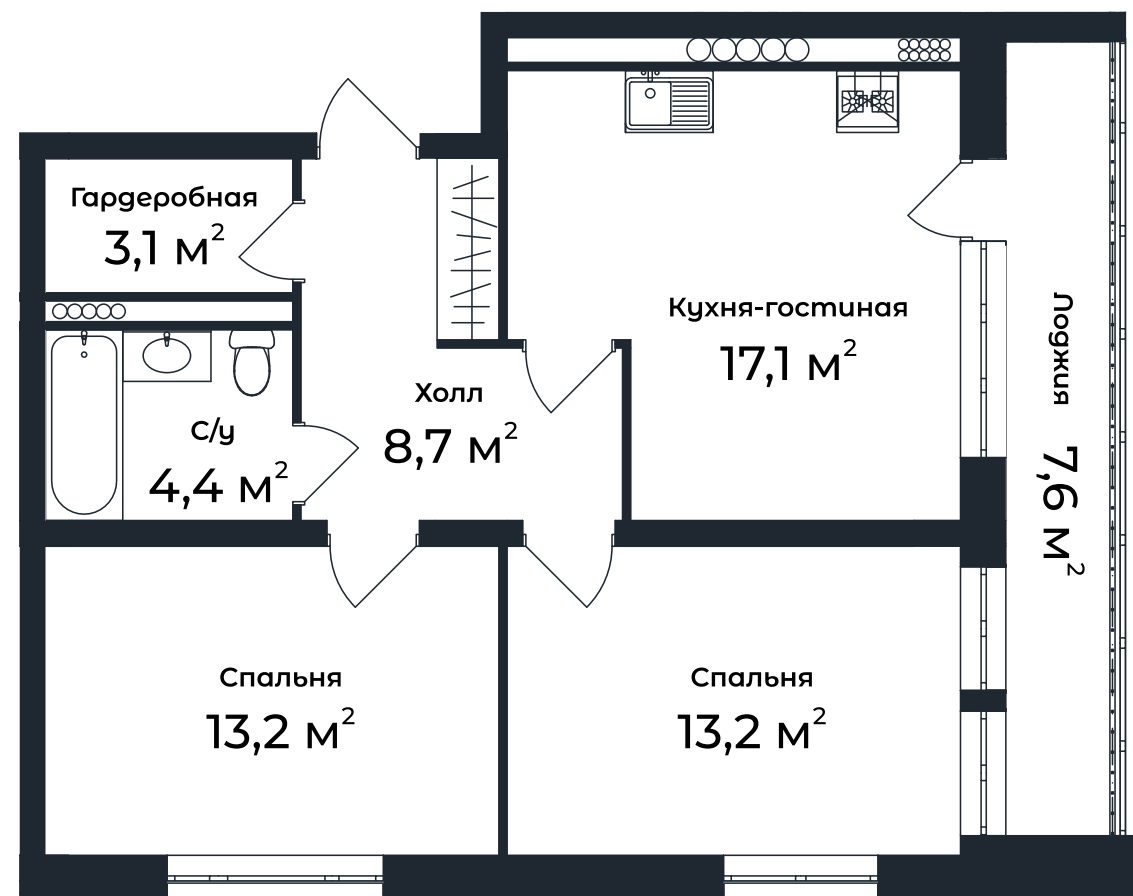 Гардеробная
3,1 м²
Кухня-гостиная
17,1 м²
Лоджия 7,6 м²
Холл
8,7 м²
С/у
4,4 м²
Спальня
13,2 м²
Спальня
13,2 м²